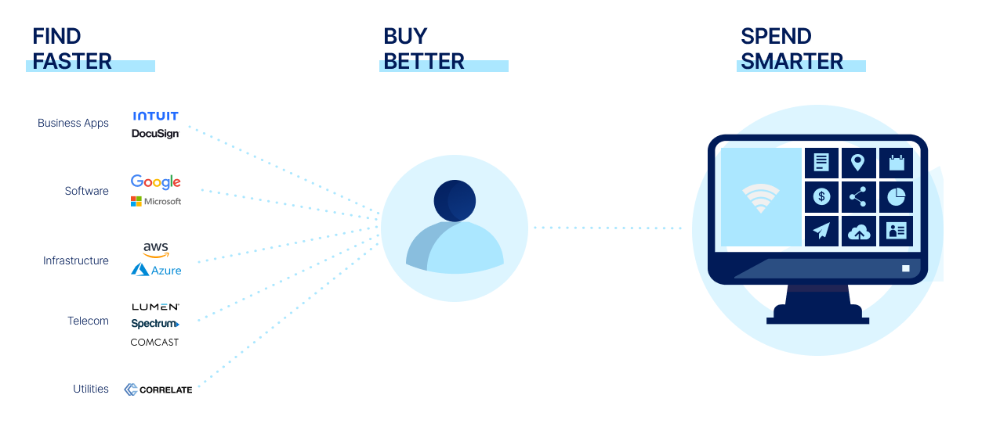 FIND
FASTER
BUY
BETTER
SPEND
SMARTER
Business Apps
INTUIT
DocuSign
Software
Google
Microsoft
Infrastructure
aws
Azure
Telecom
LUMEN®
Spectrum
COMCAST
Utilities
CORRELATE
$